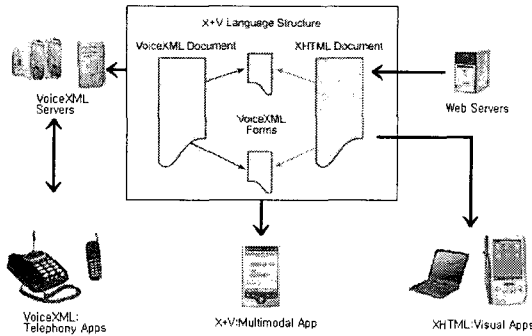 X+V Language Structure
VoiceXML Document
XHTML Document
VoiceXML
Forms
VoiceXML
Servers
Web Servers
VoiceXML:
Telephony Apps
X+V:Multimodal App
XHTML:Visual App